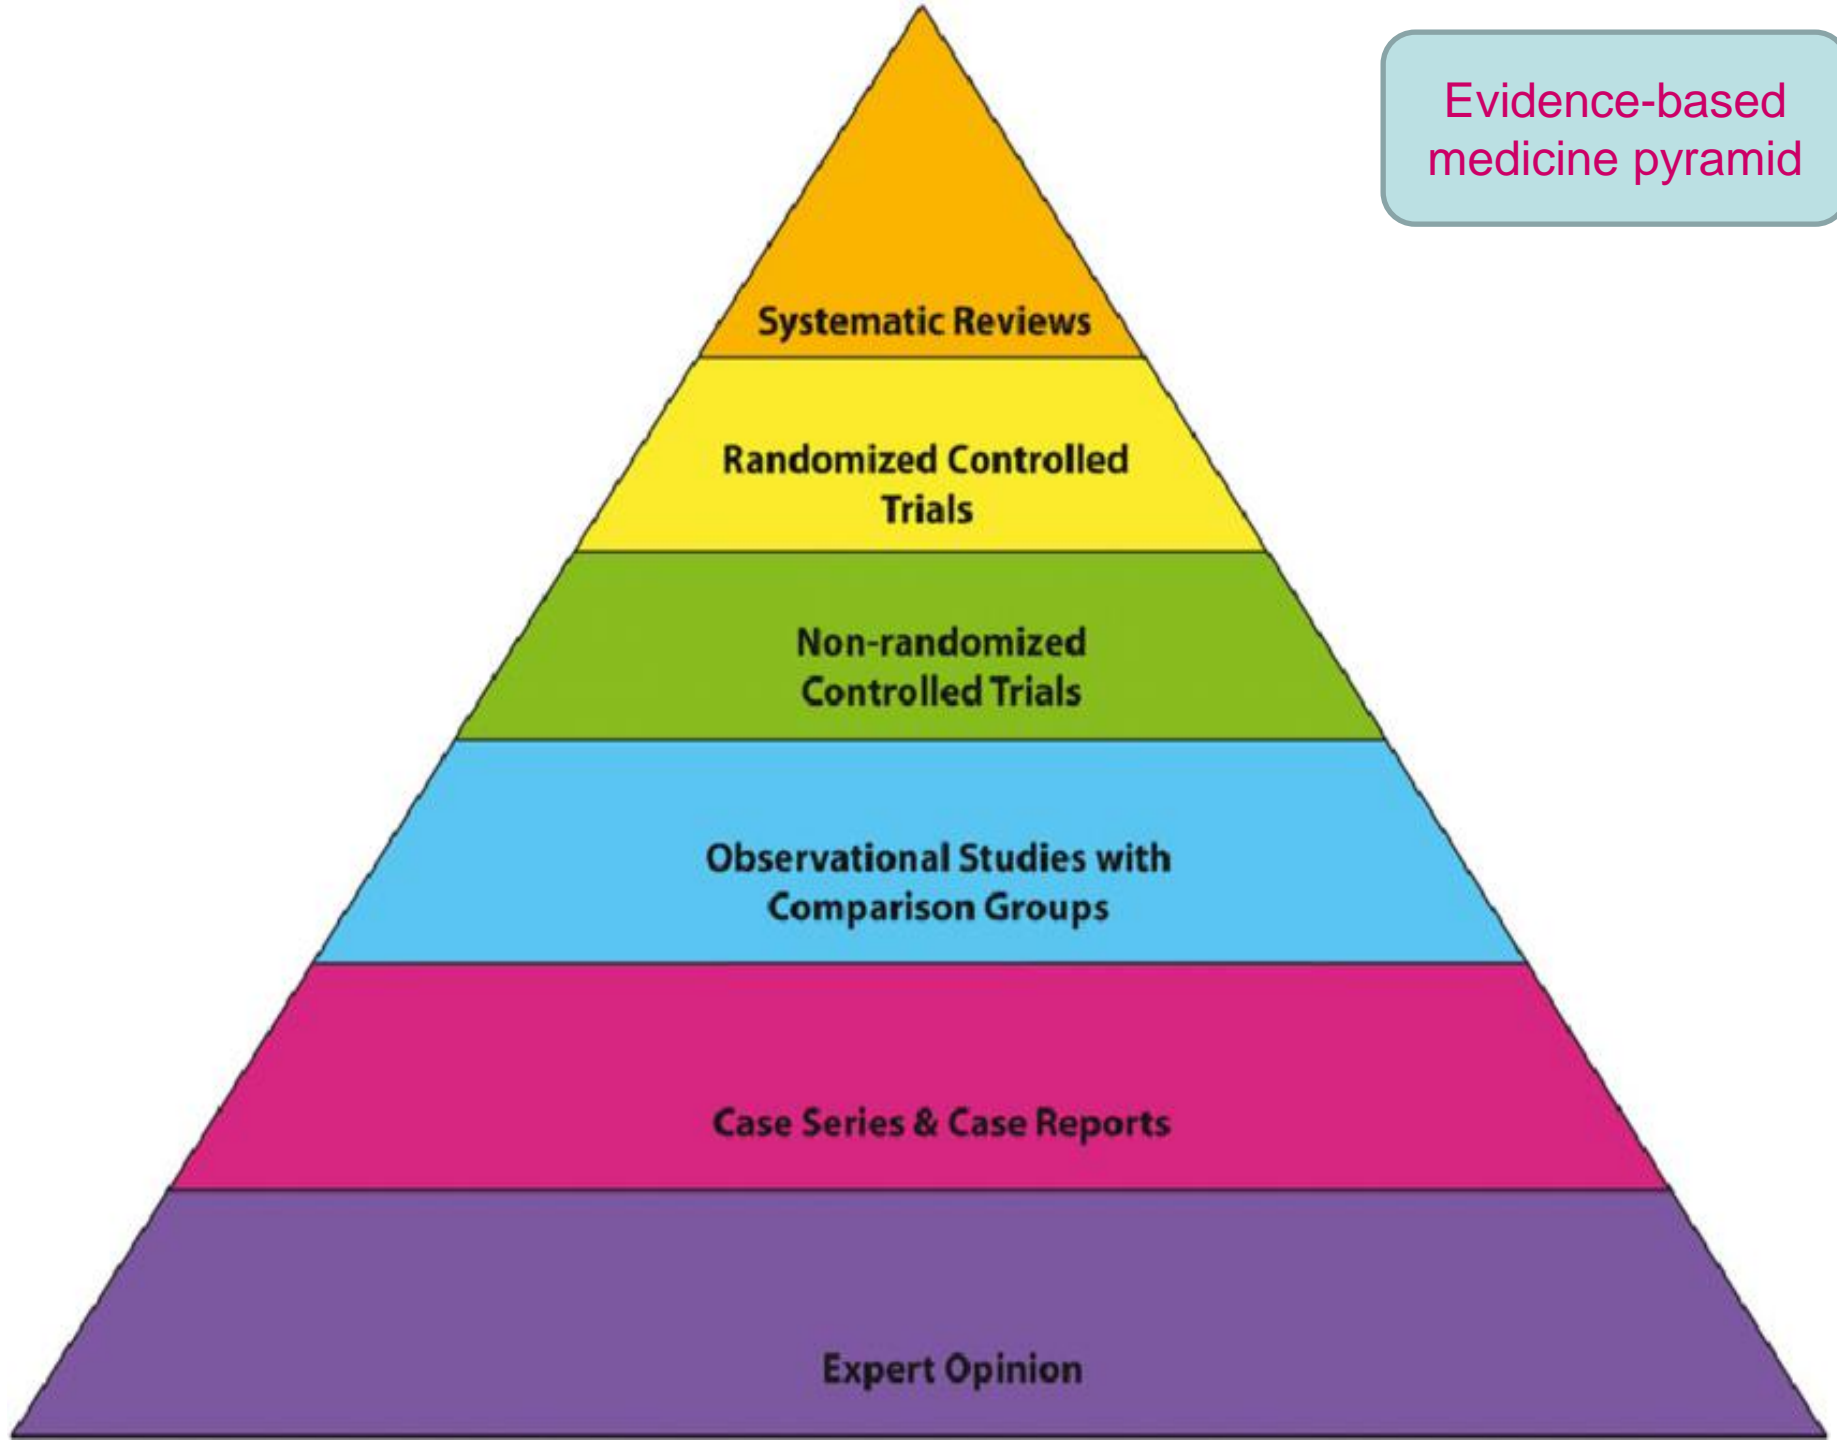 Evidence-based
medicine pyramid
Systematic Reviews
Randomized Controlled
Trials
Non-randomized
Controlled Trials
Observational Studies with
Comparison Groups
Case Series & Case Reports
Expert Opinion